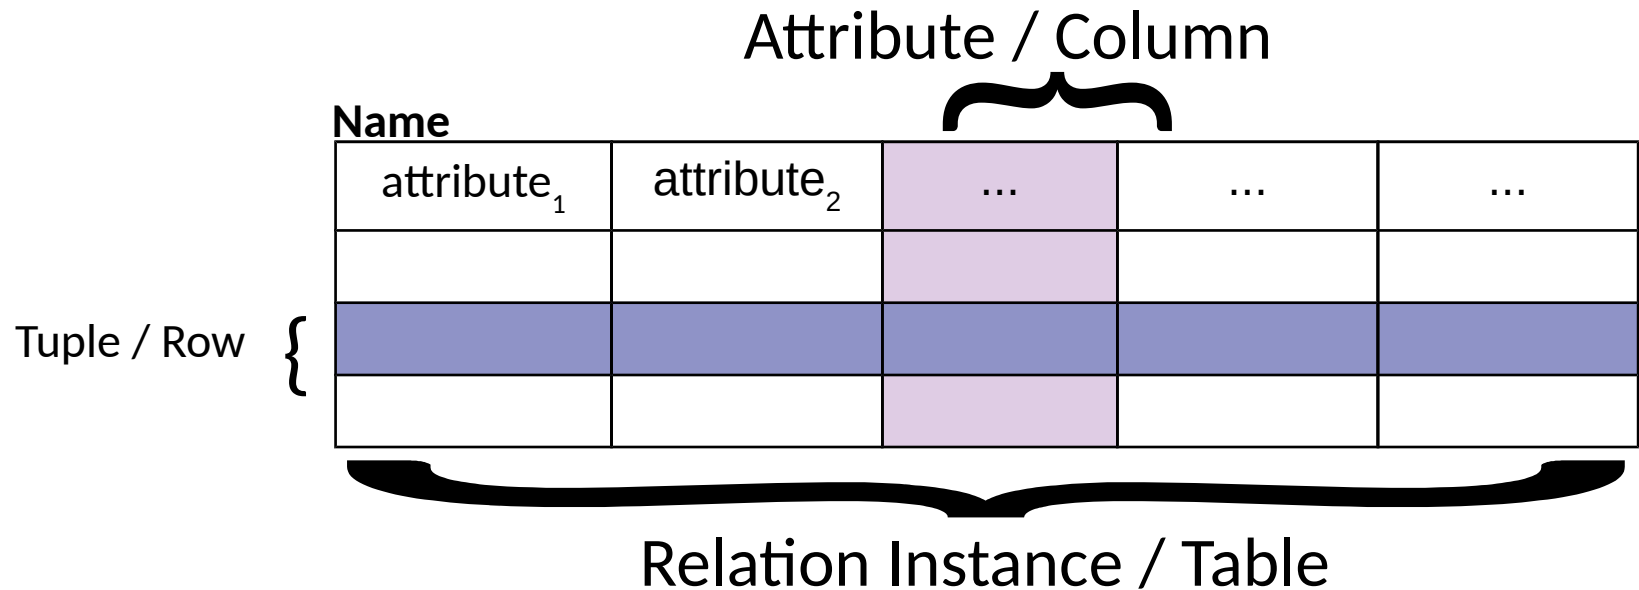 Attribute / Column
Name
attribute₁ attribute₂ ... ... ...
Tuple / Row {
Relation Instance / Table